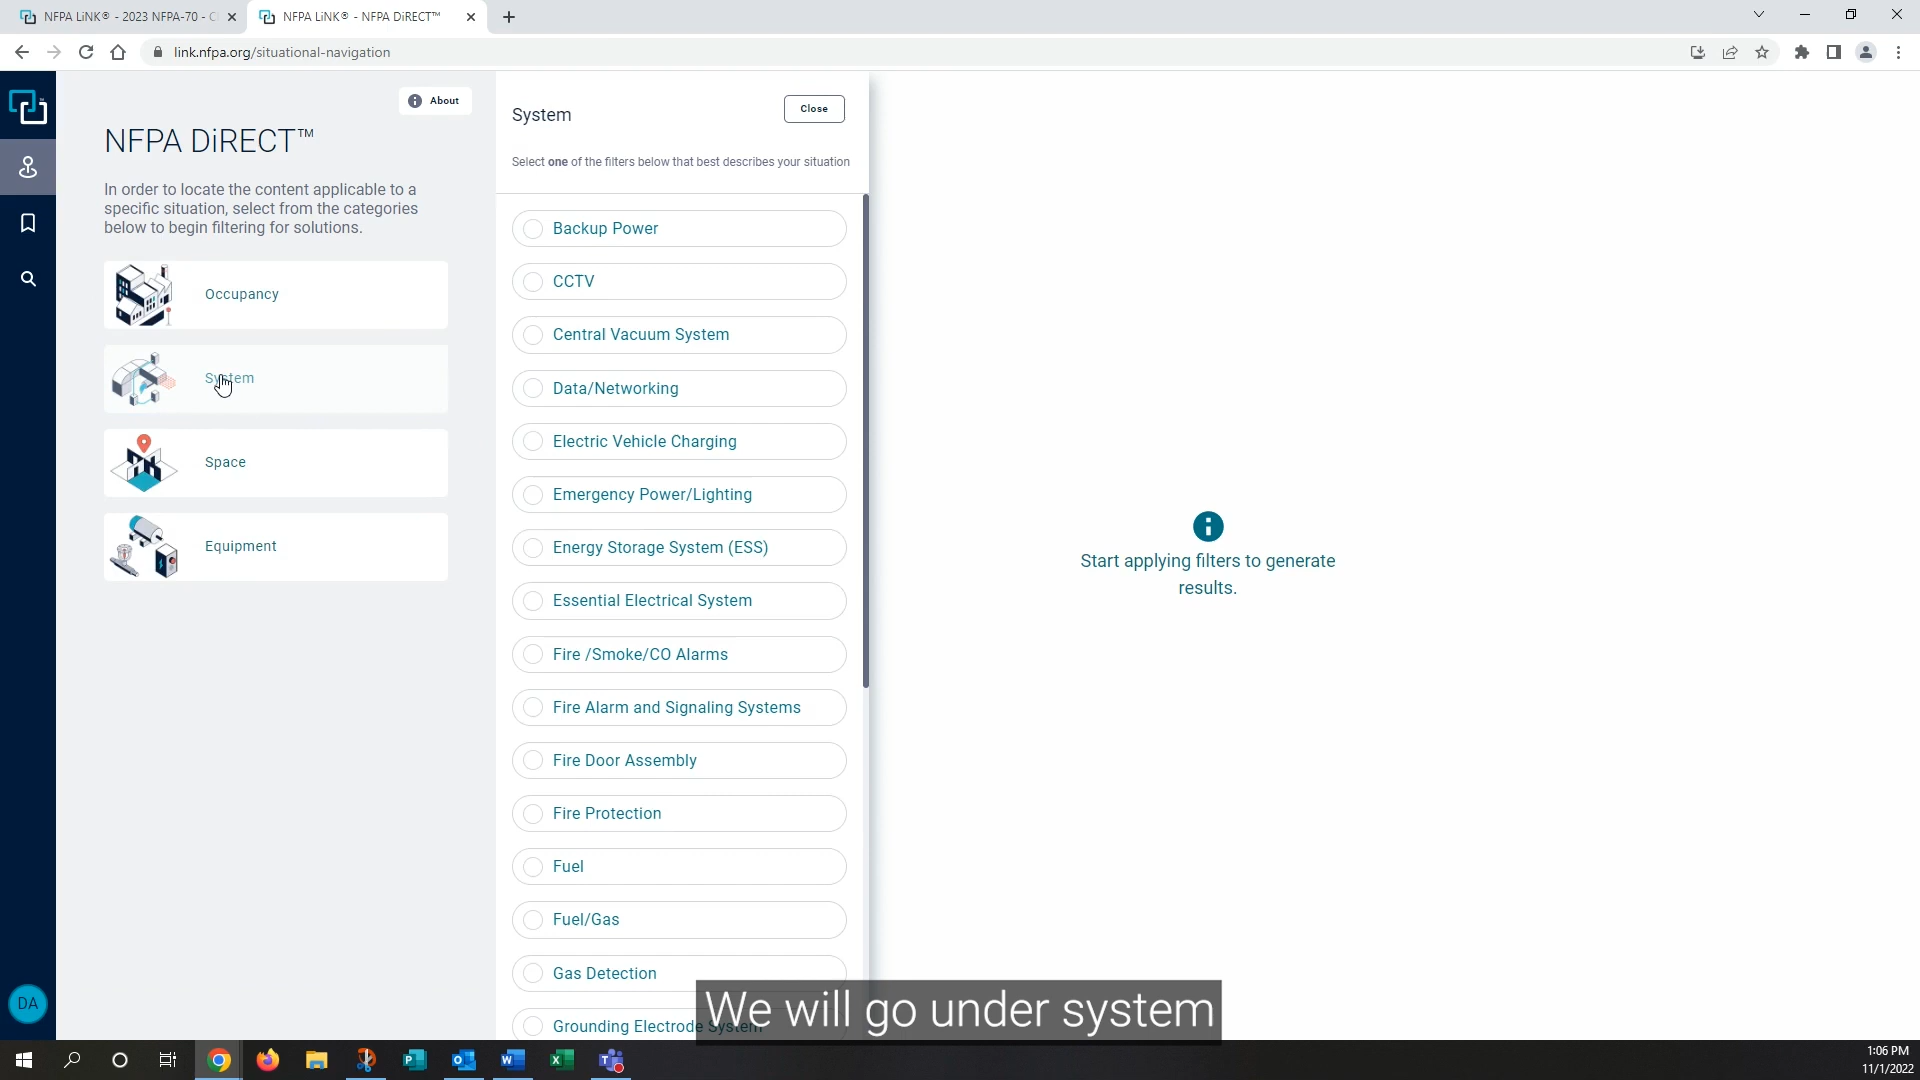 NFPA LiNK® - 2023 NFPA-70 - C
NFPA LiNK® - NFPA DiRECT™
link.nfpa.org/situational-navigation
About
NFPA DiRECT™
In order to locate the content applicable to a
specific situation, select from the categories
below to begin filtering for solutions.
Occupancy
System
Space
Equipment
DA
System
Close
Select one of the filters below that best describes your situation
Backup Power
CCTV
Central Vacuum System
Data/Networking
Electric Vehicle Charging
Emergency Power/Lighting
Energy Storage System (ESS)
Essential Electrical System
Fire /Smoke/CO Alarms
Fire Alarm and Signaling Systems
Fire Door Assembly
Fire Protection
Fuel
Fuel/Gas
Gas Detection
Grounding Electrode System
Start applying filters to generate
results.
We will go under system
1:06 PM
11/1/2022